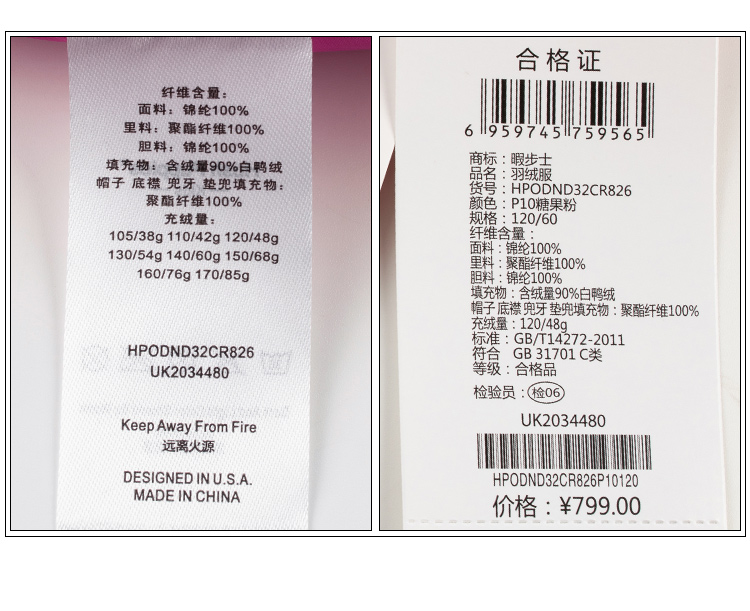 纤维含量：
面料：锦纶100%
里料：聚酯纤维100%
胆料：锦纶100%
填充物：含绒量90%白鸭绒
帽子 底襟 兜牙 垫兜填充物：
聚酯纤维100%
充绒量：
105/38g 110/42g 120/48g
130/54g 140/60g 150/68g
160/76g 170/85g
HPODND32CR826
UK2034480
Keep Away From Fire
远离火源
DESIGNED IN U.S.A.
MADE IN CHINA
合格证
6 959745 759565
商标：暇步士
品名：羽绒服
货号：HPODND32CR826
颜色：P10糖果粉
规格：120/60
纤维含量：
面料：锦纶100%
里料：聚酯纤维100%
胆料：锦纶100%
填充物：含绒量90%白鸭绒
帽子 底襟 兜牙 垫兜填充物：聚酯纤维100%
充绒量：120/48g
标准：GB/T14272-2011
符合 GB 31701 C类
等级：合格品
检验员：检06
UK2034480
HPODND32CR826P10120
价格：¥799.00